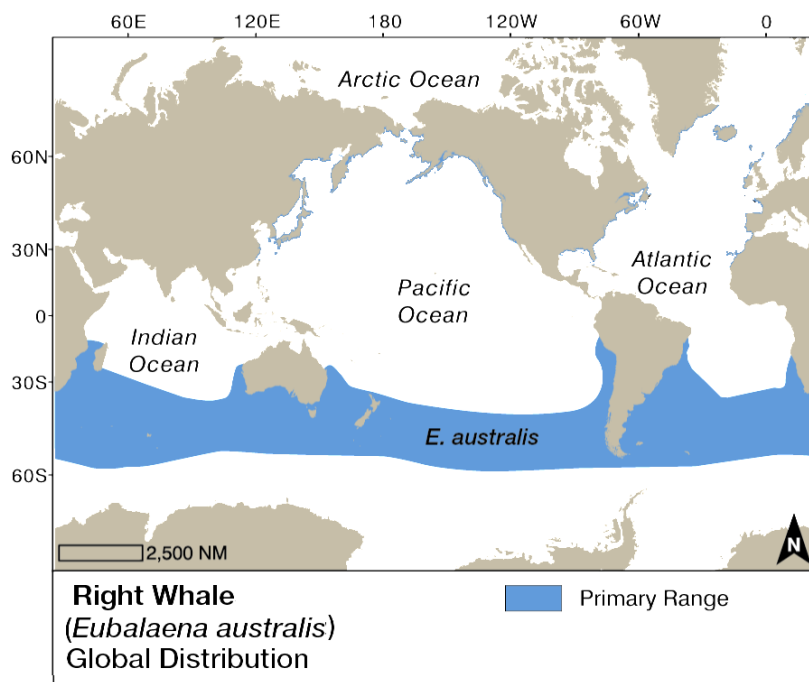 60E 120E 180 120W 60W 0
Arctic Ocean
60N
30N
Atlantic
Ocean
Pacific
Ocean
0
Indian
Ocean
30S
E. australis
60S
N
2,500 NM
Right Whale
(Eubalaena australis)
Global Distribution
Primary Range